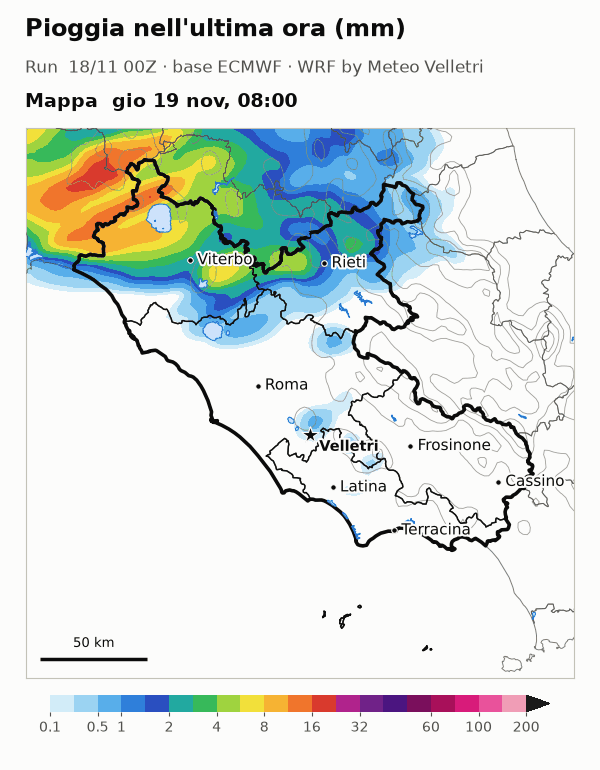 Pioggia nell'ultima ora (mm)
Run  18/11 00Z · base ECMWF · WRF by Meteo Velletri
Mappa  gio 19 nov, 08:00
Viterbo
Rieti
Roma
Velletri
Frosinone
Cassino
Latina
Terracina
50 km
0.1 0.5 1 2 4 8 16 32 60 100 200